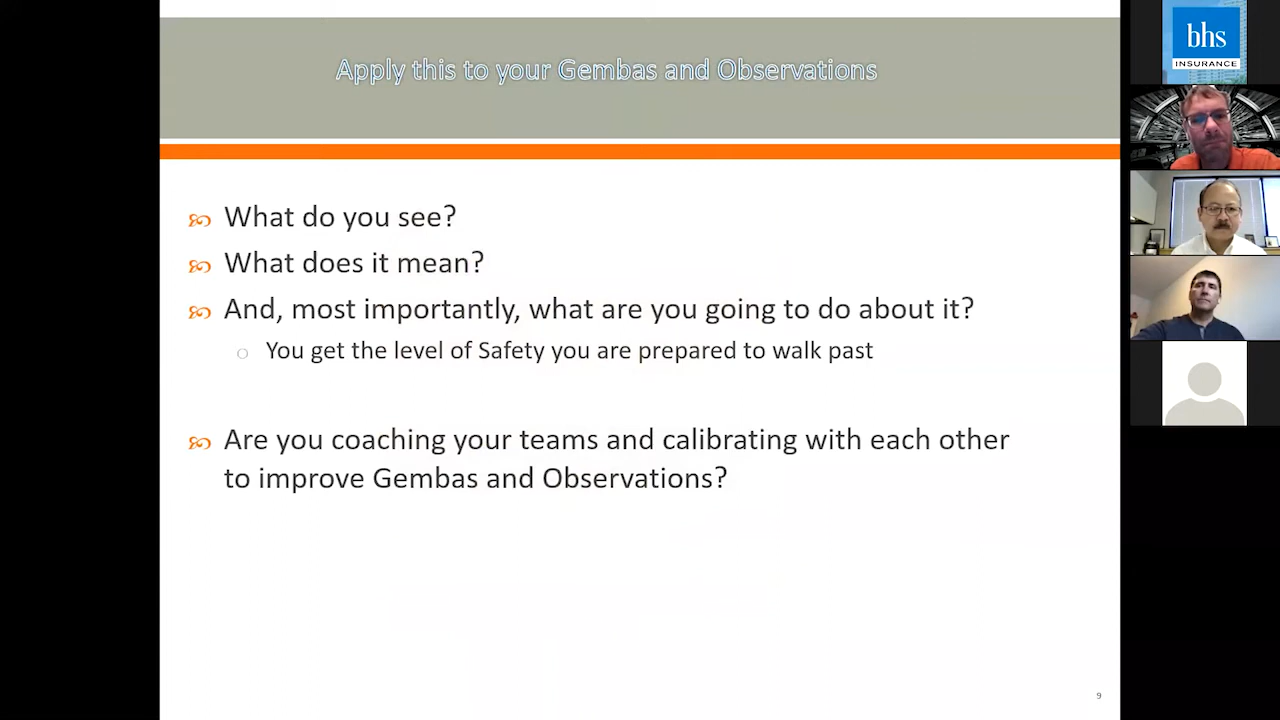 Apply this to your Gembas and Observations
What do you see?
What does it mean?
And, most importantly, what are you going to do about it?
You get the level of Safety you are prepared to walk past
Are you coaching your teams and calibrating with each other
to improve Gembas and Observations?
9
bhs
INSURANCE